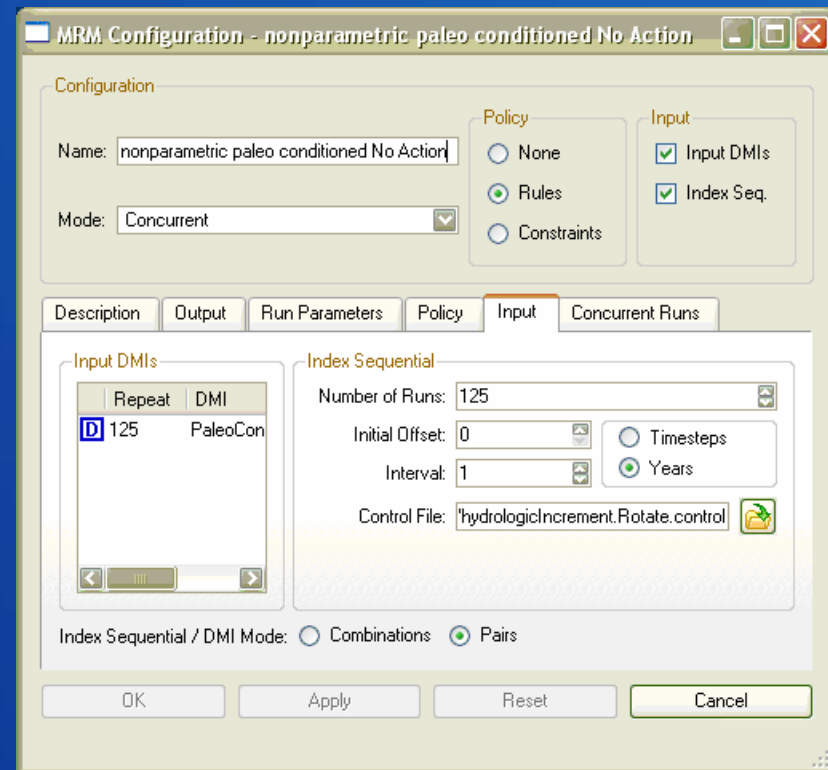 MRM Configuration - nonparametric paleo conditioned No Action
Configuration
Name: nonparametric paleo conditioned No Action
Mode: Concurrent
Policy
None
Rules
Constraints
Input
Input DMIs
Index Seq.
Description Output Run Parameters Policy Input Concurrent Runs
Input DMIs
Repeat DMI
D 125 PaleoCon
Index Sequential
Number of Runs: 125
Initial Offset: 0
Interval: 1
Timesteps
Years
Control File: 'hydrologicIncrement.Rotate.control
Index Sequential / DMI Mode: Combinations Pairs
OK Apply Reset Cancel